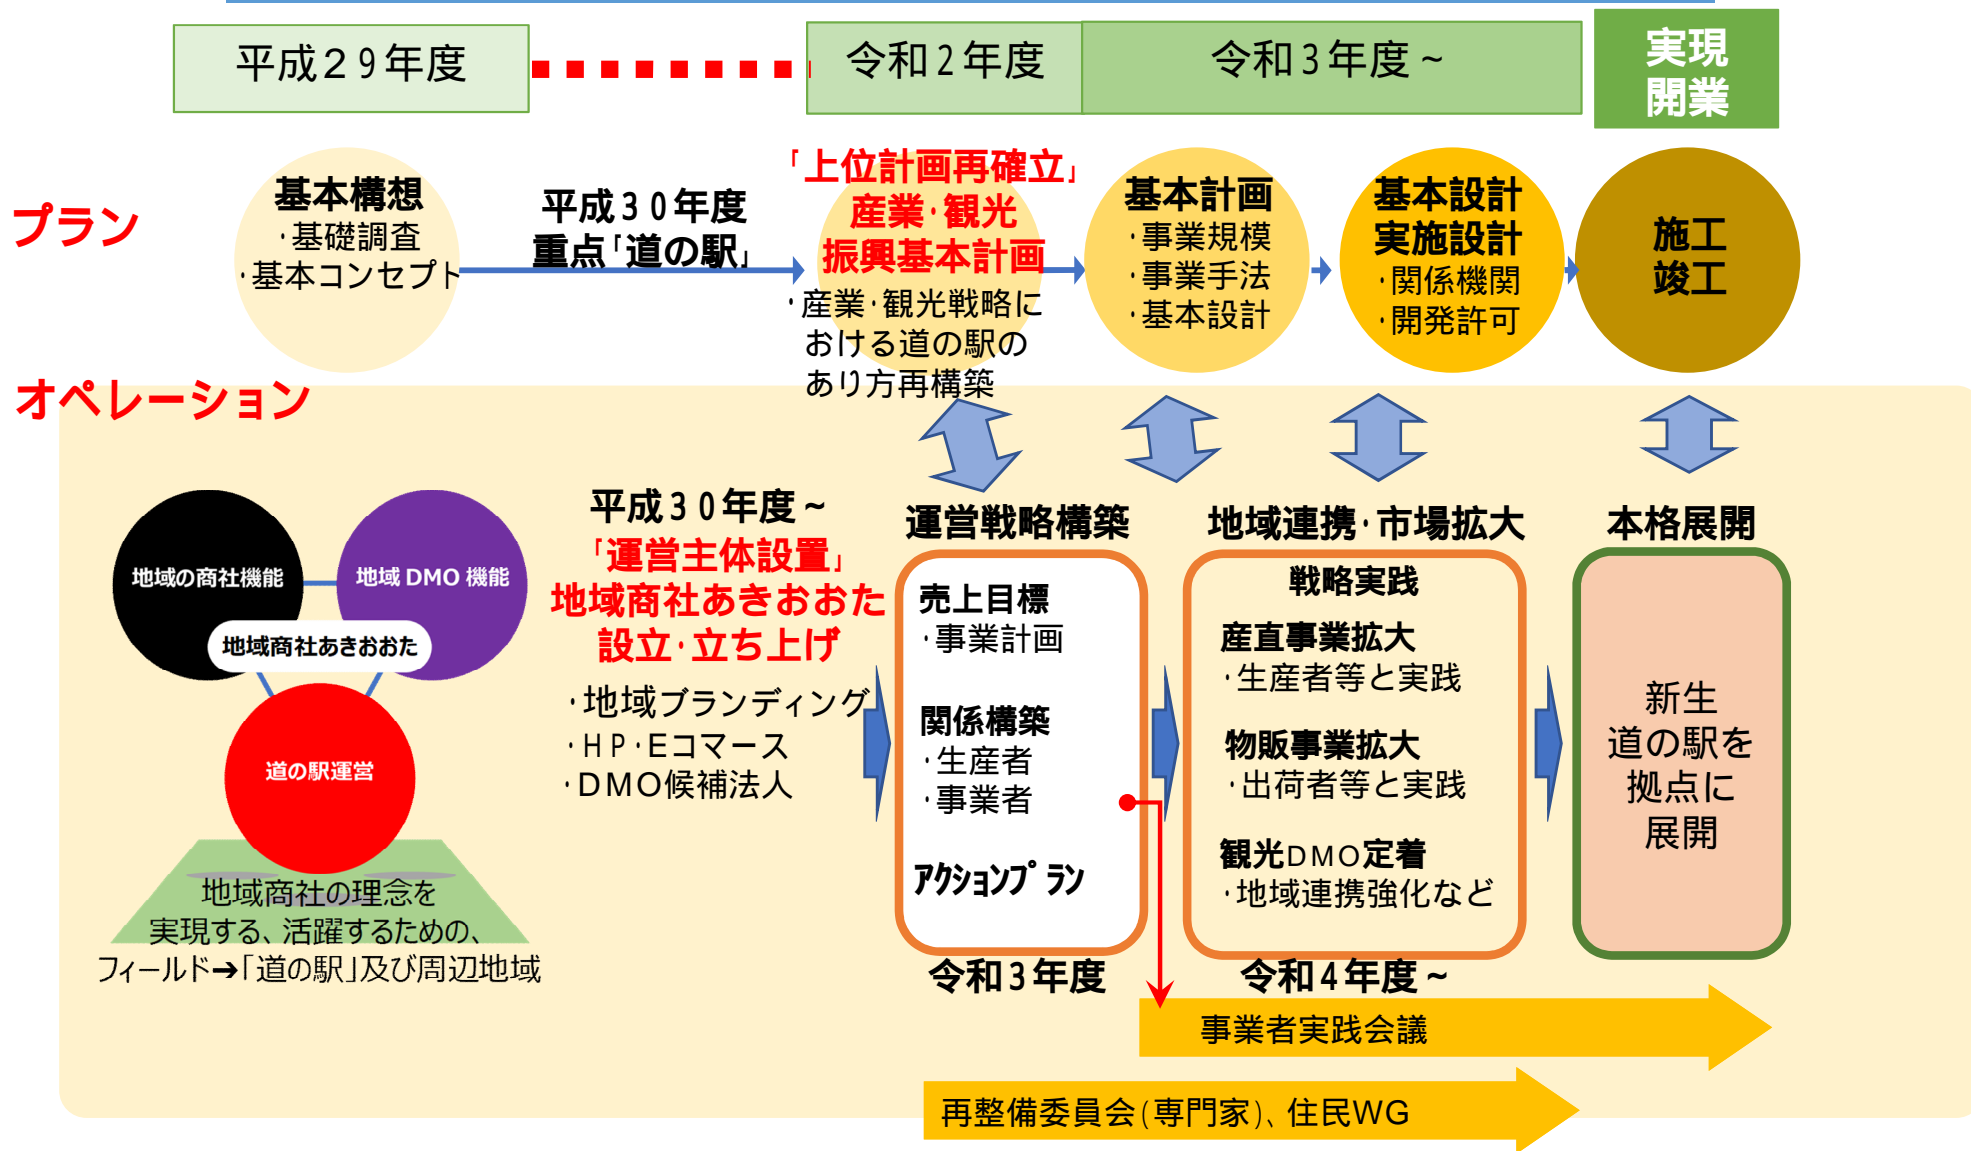 平成29年度
令和2年度
令和3年度～
実現
開業
プラン
基本構想
・基礎調査
・基本コンセプト
平成30年度
重点「道の駅」
「上位計画再確立」
産業・観光
振興基本計画
・産業・観光戦略に
おける道の駅の
あり方再構築
基本計画
・事業規模
・事業手法
・基本設計
基本設計
実施設計
・関係機関
・開発許可
施工
竣工
オペレーション
地域の商社機能
地域 DMO 機能
地域商社あきおおた
道の駅運営
地域商社の理念を
実現する、活躍するための、
フィールド➔「道の駅」及び周辺地域
平成30年度～
「運営主体設置」
地域商社あきおおた
設立・立ち上げ
・地域ブランディング
・HP・Eコマース
・DMO候補法人
運営戦略構築
売上目標
・事業計画
関係構築
・生産者
・事業者
ｱｸｼｮﾝﾌﾟﾗﾝ
令和3年度
地域連携・市場拡大
戦略実践
産直事業拡大
・生産者等と実践
物販事業拡大
・出荷者等と実践
観光DMO定着
・地域連携強化など
令和4年度～
本格展開
新生
道の駅を
拠点に
展開
事業者実践会議
再整備委員会(専門家)、住民WG